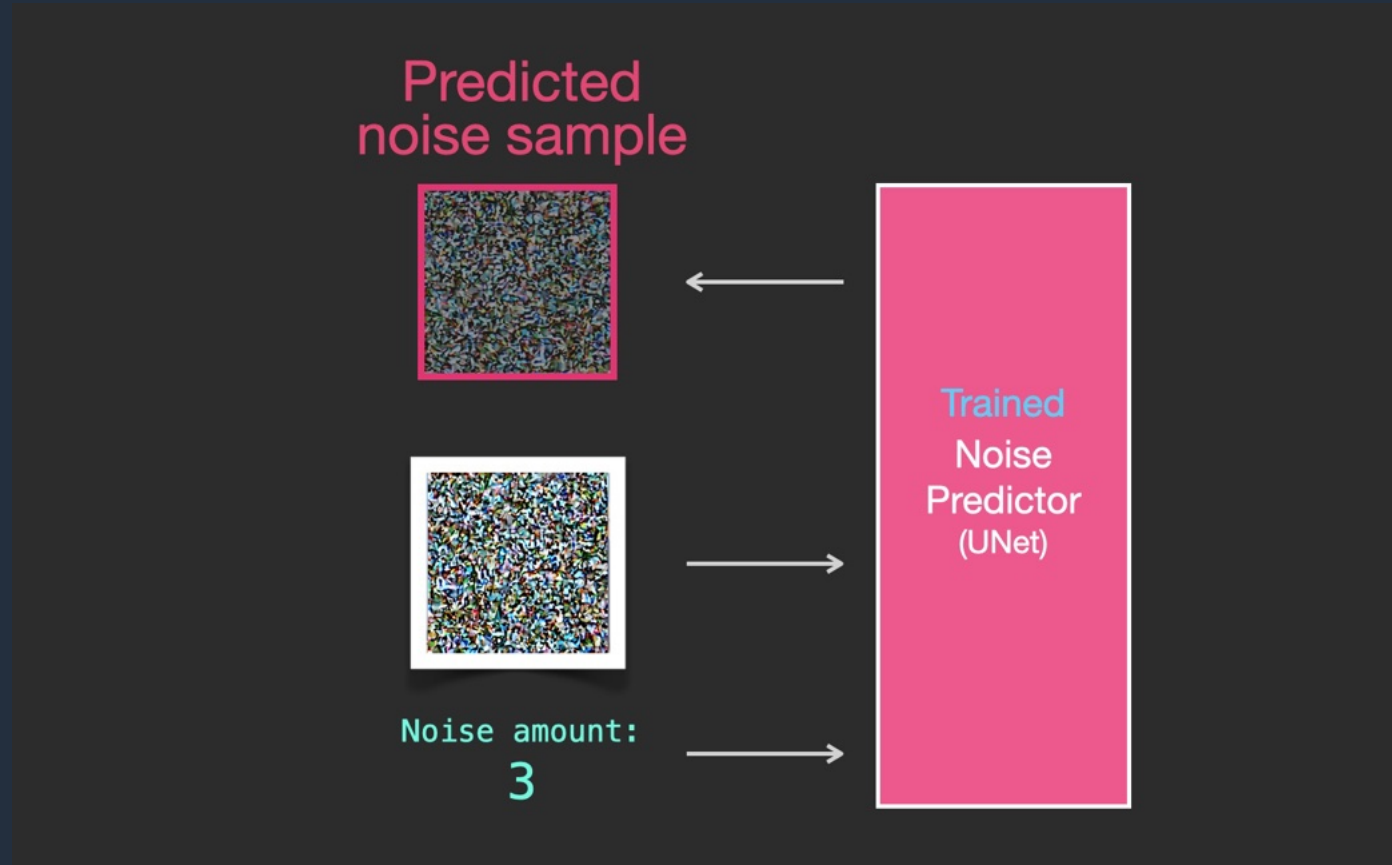 Predicted
noise sample
Trained
Noise
Predictor
(UNet)
Noise amount:
3